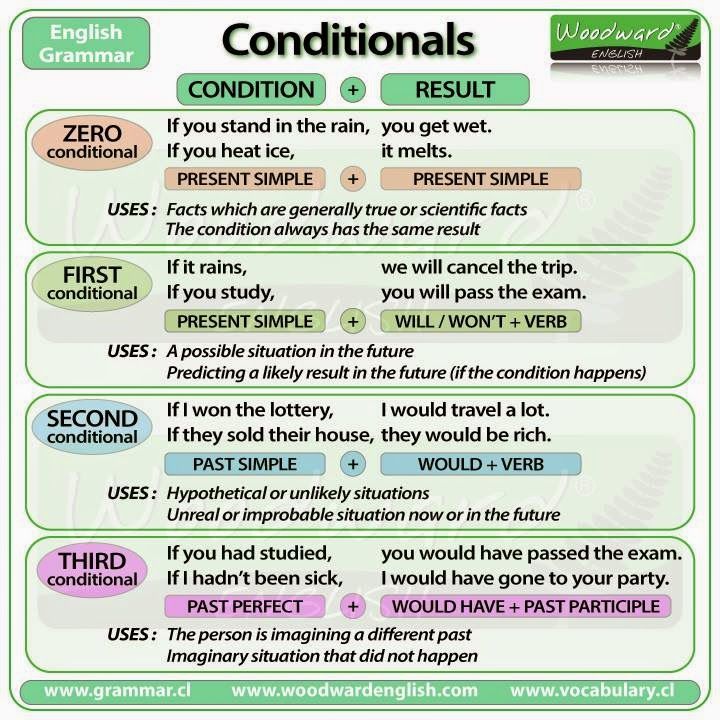 English
Grammar
Conditionals
Woodward®
ENGLISH
CONDITION + RESULT
ZERO
conditional
If you stand in the rain, you get wet.
If you heat ice, it melts.
PRESENT SIMPLE + PRESENT SIMPLE
USES: Facts which are generally true or scientific facts
The condition always has the same result
FIRST
conditional
If it rains, we will cancel the trip.
If you study, you will pass the exam.
PRESENT SIMPLE + WILL / WON'T + VERB
USES: A possible situation in the future
Predicting a likely result in the future (if the condition happens)
SECOND
conditional
If I won the lottery, I would travel a lot.
If they sold their house, they would be rich.
PAST SIMPLE + WOULD + VERB
USES: Hypothetical or unlikely situations
Unreal or improbable situation now or in the future
THIRD
conditional
If you had studied, you would have passed the exam.
If I hadn't been sick, I would have gone to your party.
PAST PERFECT + WOULD HAVE + PAST PARTICIPLE
USES: The person is imagining a different past
Imaginary situation that did not happen
www.grammar.cl www.woodwardenglish.com www.vocabulary.cl